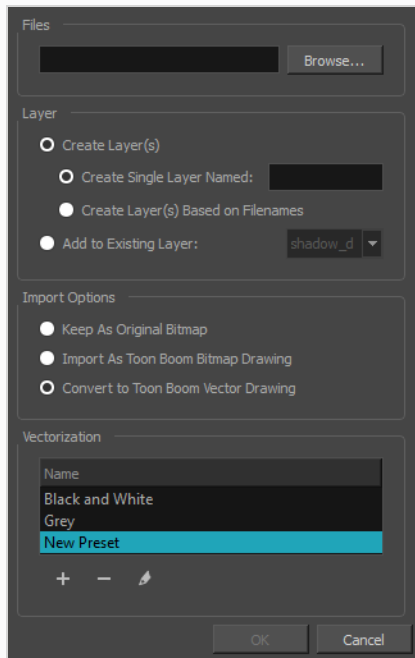 Files
Browse...
Layer
Create Layer(s)
Create Single Layer Named:
Create Layer(s) Based on Filenames
Add to Existing Layer: shadow_d
Import Options
Keep As Original Bitmap
Import As Toon Boom Bitmap Drawing
Convert to Toon Boom Vector Drawing
Vectorization
Name
Black and White
Grey
New Preset
OK Cancel